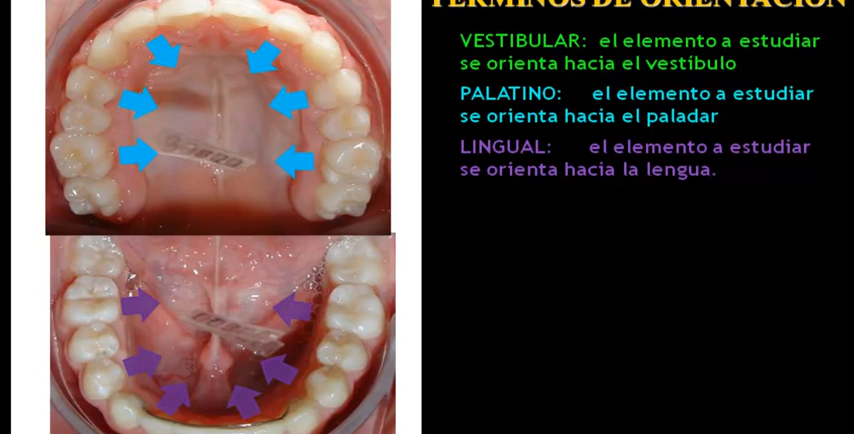 TÉRMINOS DE ORIENTACIÓN
VESTIBULAR: el elemento a estudiar
se orienta hacia el vestíbulo
PALATINO: el elemento a estudiar
se orienta hacia el paladar
LINGUAL: el elemento a estudiar
se orienta hacia la lengua.